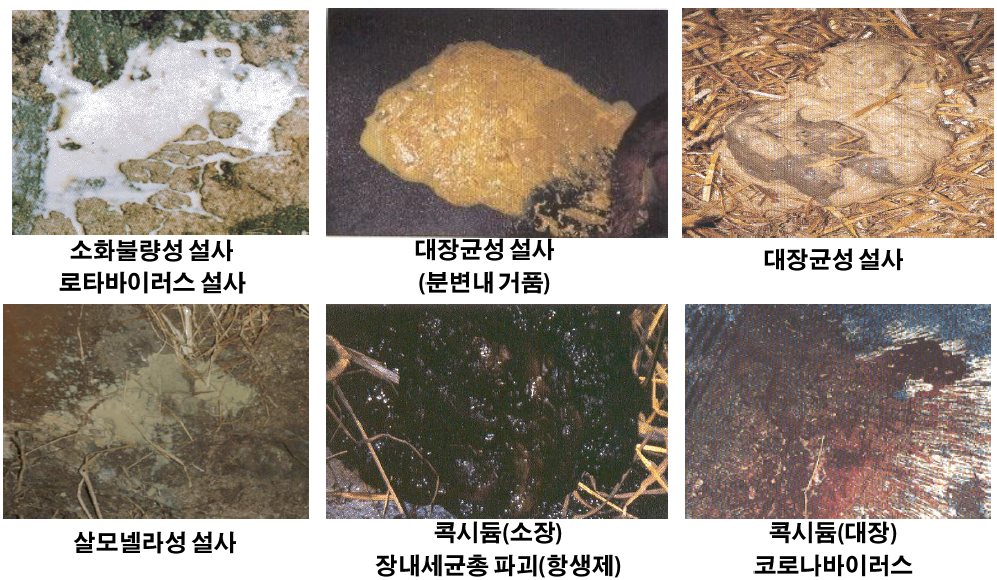 소화불량성 설사
로타바이러스 설사
대장균성 설사
(분변내 거품)
대장균성 설사
살모넬라성 설사
콕시듐(소장)
장내세균총 파괴(항생제)
콕시듐(대장)
코로나바이러스